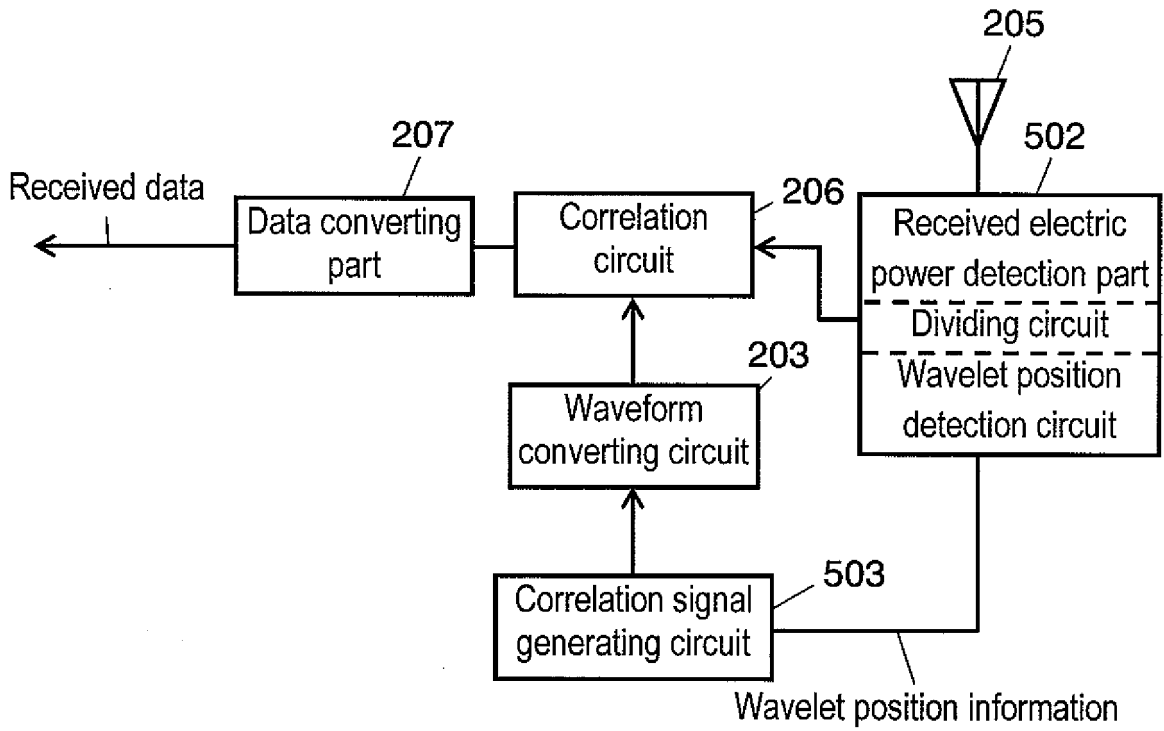 205
207
502
Received data
Data converting
part
Correlation
circuit
206
Received electric
power detection part
Dividing circuit
Wavelet position
detection circuit
203
Waveform
converting circuit
503
Correlation signal
generating circuit
Wavelet position information